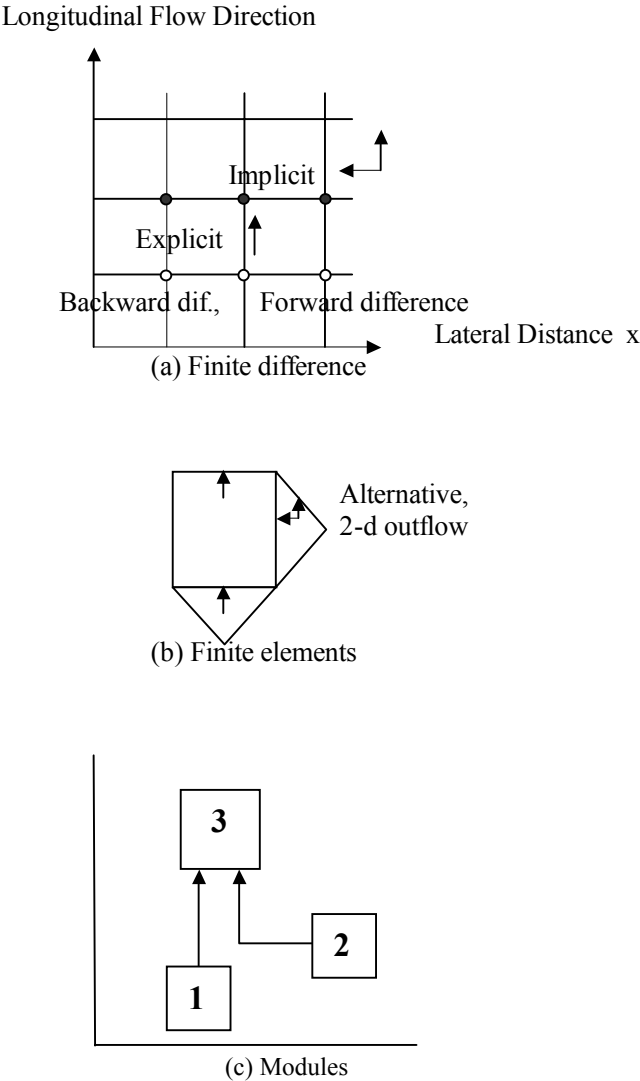 Longitudinal Flow Direction
Implicit
Explicit
Backward dif.,    Forward difference
Lateral Distance  x
(a) Finite difference
Alternative,
2-d outflow
(b) Finite elements
3
2
1
(c) Modules